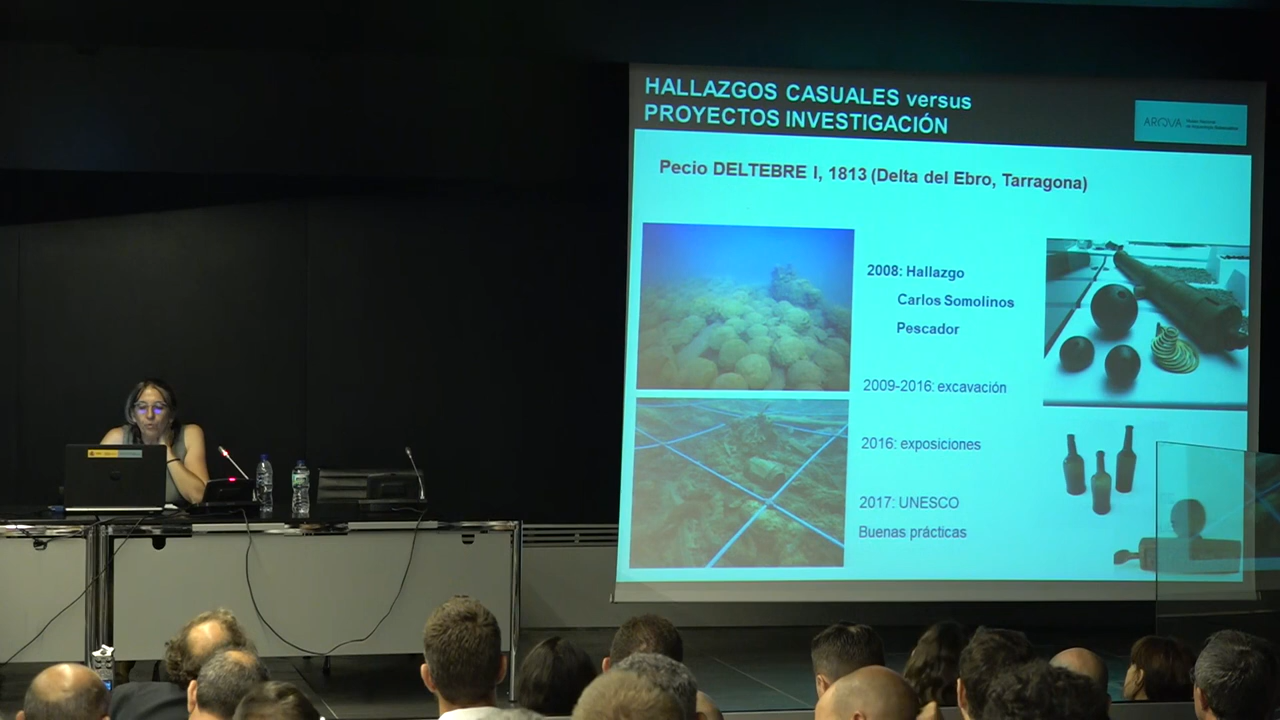 HALLAZGOS CASUALES versus
PROYECTOS INVESTIGACIÓN
ARQVA
Pecio DELTEBRE I, 1813 (Delta del Ebro, Tarragona)
2008: Hallazgo
Carlos Somolinos
Pescador
2009-2016: excavación
2016: exposiciones
2017: UNESCO
Buenas prácticas